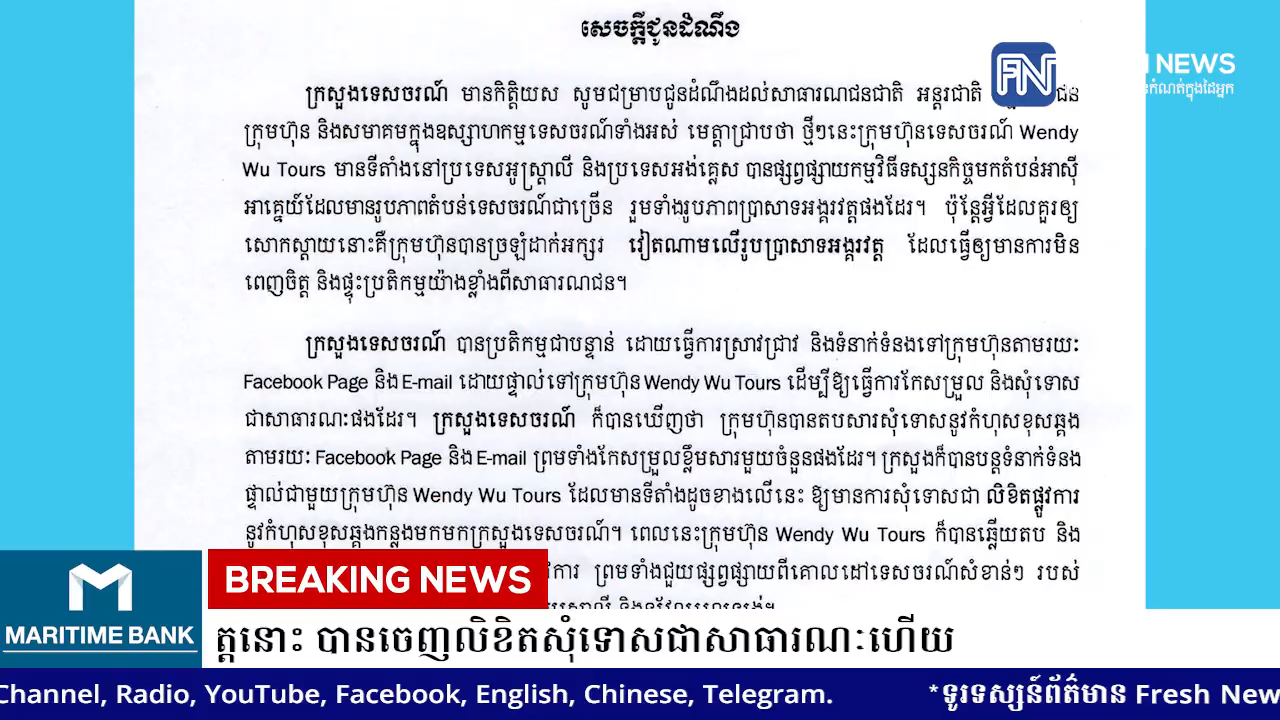 សេចក្តីជូនដំណឹង
FN
NEWS
ក្រសួងទេសចរណ៍ មានកិត្តិយស សូមជម្រាបជូនដំណឹងដល់សាធារណជនជាតិ អន្តរជាតិ
ក្រុមហ៊ុន និងសមាគមក្នុងឧស្សាហកម្មទេសចរណ៍ទាំងអស់ មេត្តាជ្រាបថា ថ្មីៗនេះក្រុមហ៊ុនទេសចរណ៍ Wendy
Wu Tours មានទីតាំងនៅប្រទេសអូស្ត្រាលី និងប្រទេសអង់គ្លេស បានផ្សព្វផ្សាយកម្មវិធីទស្សនកិច្ចមកតំបន់អាស៊ី
អាគ្នេយ៍ដែលមានរូបភាពតំបន់ទេសចរណ៍ជាច្រើន រួមទាំងរូបភាពប្រាសាទអង្គរវត្តផងដែរ។ ប៉ុន្តែអ្វីដែលគួរឲ្យ
សោកស្តាយនោះគឺក្រុមហ៊ុនបានច្រឡំដាក់អក្សរ វៀតណាមលើរូបប្រាសាទអង្គរវត្ត ដែលធ្វើឲ្យមានការមិន
ពេញចិត្ត និងផ្ទុះប្រតិកម្មយ៉ាងខ្លាំងពីសាធារណជន។
ក្រសួងទេសចរណ៍ បានប្រតិកម្មជាបន្ទាន់ ដោយធ្វើការស្រាវជ្រាវ និងទំនាក់ទំនងទៅក្រុមហ៊ុនតាមរយៈ
Facebook Page និង E-mail ដោយផ្ទាល់ទៅក្រុមហ៊ុន Wendy Wu Tours ដើម្បីឱ្យធ្វើការកែសម្រួល និងសុំទោស
ជាសាធារណៈផងដែរ។ ក្រសួងទេសចរណ៍ ក៏បានឃើញថា ក្រុមហ៊ុនបានតបសារសុំទោសនូវកំហុសខុសឆ្គង
តាមរយៈ Facebook Page និង E-mail ព្រមទាំងកែសម្រួលខ្លឹមសារមួយចំនួនផងដែរ។ ក្រសួងក៏បានបន្តទំនាក់ទំនង
ផ្ទាល់ជាមួយក្រុមហ៊ុន Wendy Wu Tours ដែលមានទីតាំងដូចខាងលើនេះ ឱ្យមានការសុំទោសជា លិខិតផ្លូវការ
នូវកំហុសខុសឆ្គងកន្លងមកមកក្រសួងទេសចរណ៍។ ពេលនេះក្រុមហ៊ុន Wendy Wu Tours ក៏បានឆ្លើយតប និង
ការ ព្រមទាំងជួយផ្សព្វផ្សាយពីគោលដៅទេសចរណ៍សំខាន់ៗ របស់
BREAKING NEWS
MARITIME BANK
ត្តនោះ បានចេញលិខិតសុំទោសជាសាធារណៈហើយ
Channel, Radio, YouTube, Facebook, English, Chinese, Telegram. *ទូរទស្សន៍ព័ត៌មាន Fresh New